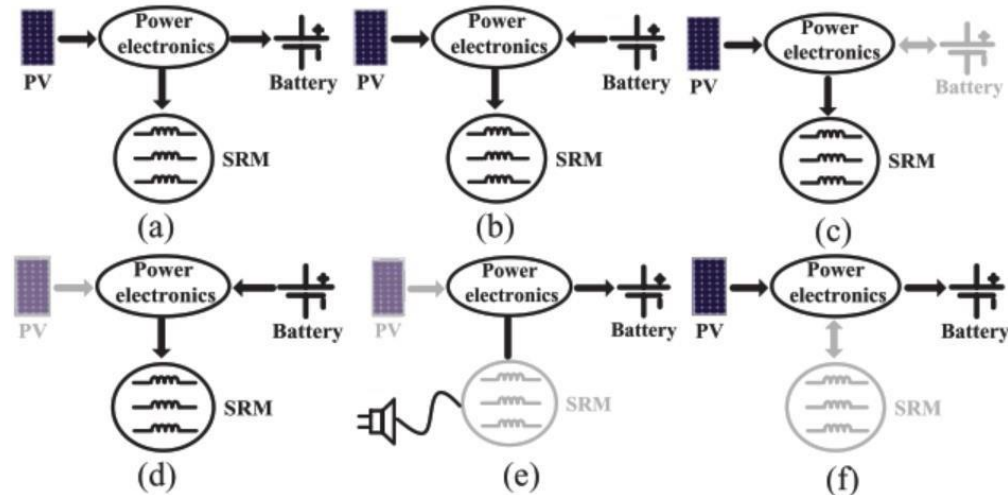 Power
electronics
PV
Battery
SRM
(a)
Power
electronics
PV
Battery
SRM
(b)
Power
electronics
PV
Battery
SRM
(c)
Power
electronics
PV
Battery
SRM
(d)
Power
electronics
PV
Battery
SRM
(e)
Power
electronics
PV
Battery
SRM
(f)